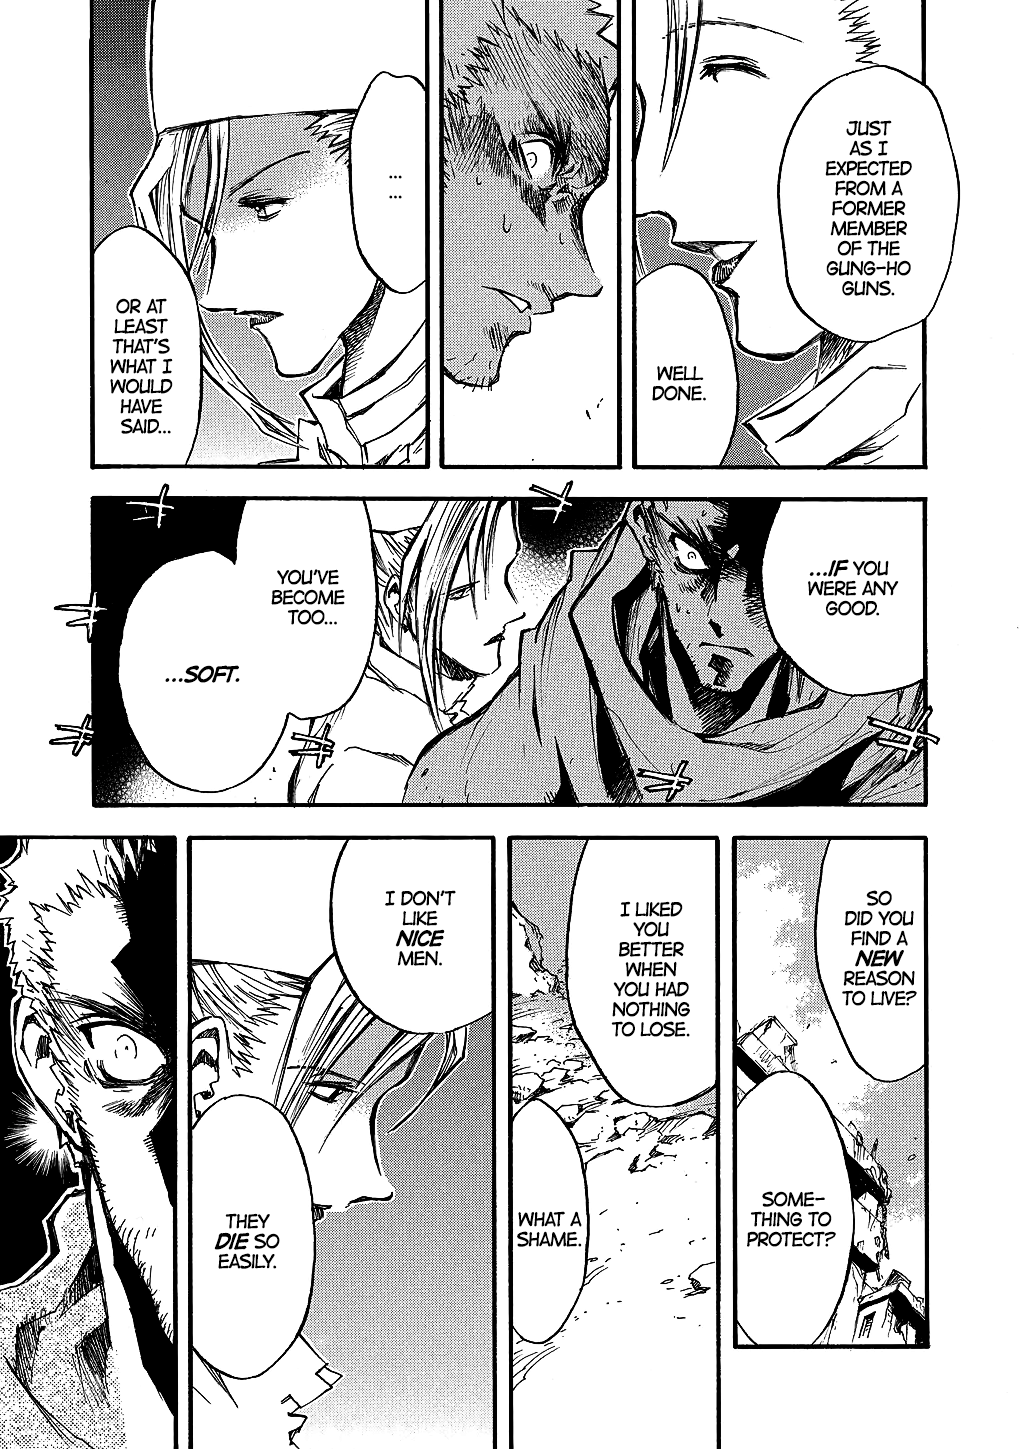 JUST
AS I
EXPECTED
FROM A
FORMER
MEMBER
OF THE
GUNG-HO
GUNS.
WELL
DONE.
...
...
OR AT
LEAST
THAT'S
WHAT I
WOULD
HAVE
SAID...
...IF YOU
WERE ANY
GOOD.
YOU'VE
BECOME
TOO...
...SOFT.
SO
DID YOU
FIND A
NEW
REASON
TO LIVE?
SOME-
THING TO
PROTECT?
I LIKED
YOU
BETTER
WHEN
YOU HAD
NOTHING
TO LOSE.
WHAT A
SHAME.
I DON'T
LIKE
NICE
MEN.
THEY
DIE SO
EASILY.